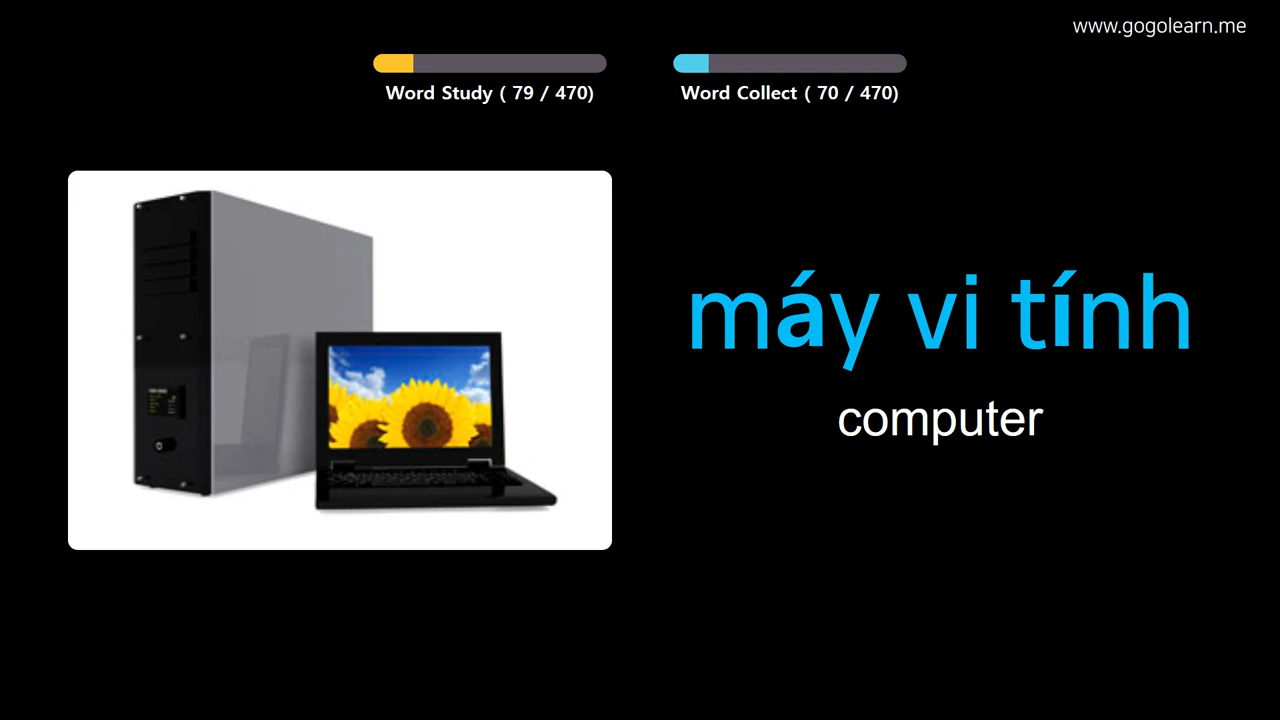 www.gogolearn.me
Word Study ( 79 / 470)
Word Collect ( 70 / 470)
máy vi tính
computer